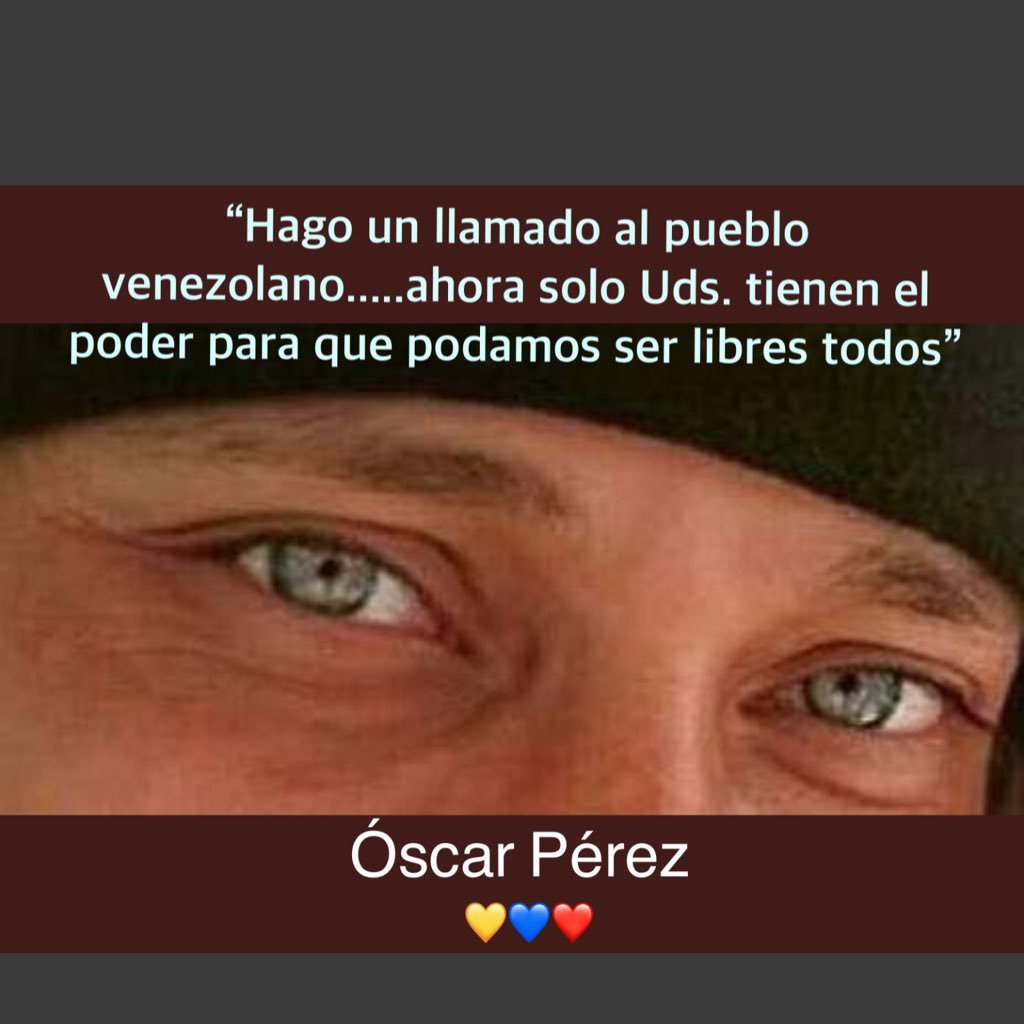 “Hago un llamado al pueblo
venezolano.....ahora solo Uds. tienen el
poder para que podamos ser libres todos”
Óscar Pérez
💛💙❤️